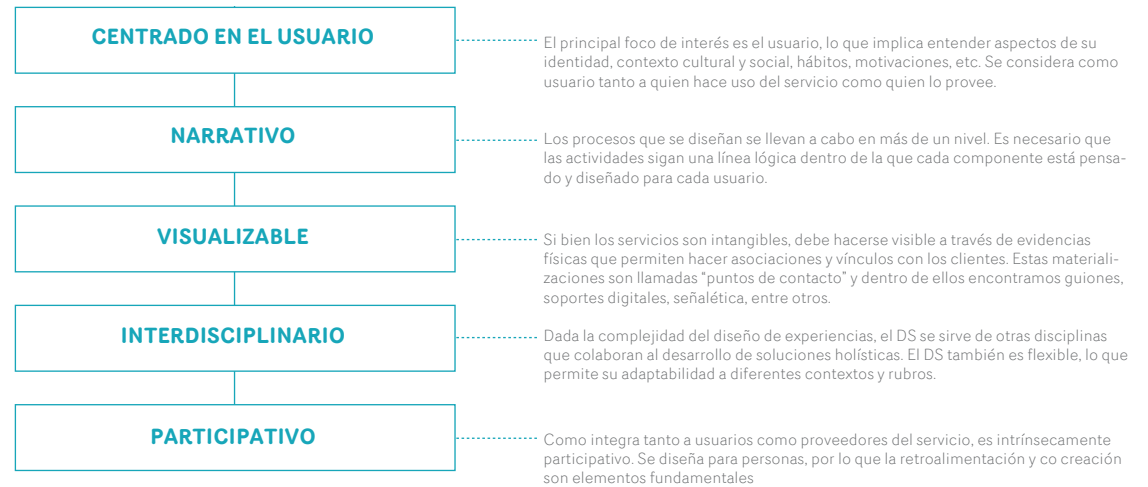 CENTRADO EN EL USUARIO
El principal foco de interés es el usuario, lo que implica entender aspectos de su
identidad, contexto cultural y social, hábitos, motivaciones, etc. Se considera como
usuario tanto a quien hace uso del servicio como quien lo provee.
NARRATIVO
Los procesos que se diseñan se llevan a cabo en más de un nivel. Es necesario que
las actividades sigan una línea lógica dentro de la que cada componente está pensa-
do y diseñado para cada usuario.
VISUALIZABLE
Si bien los servicios son intangibles, debe hacerse visible a través de evidencias
físicas que permiten hacer asociaciones y vínculos con los clientes. Estas materiali-
zaciones son llamadas "puntos de contacto" y dentro de ellos encontramos guiones,
soportes digitales, señalética, entre otros.
INTERDISCIPLINARIO
Dada la complejidad del diseño de experiencias, el DS se sirve de otras disciplinas
que colaboran al desarrollo de soluciones holísticas. El DS también es flexible, lo que
permite su adaptabilidad a diferentes contextos y rubros.
PARTICIPATIVO
Como integra tanto a usuarios como proveedores del servicio, es intrínsecamente
participativo. Se diseña para personas, por lo que la retroalimentación y co creación
son elementos fundamentales